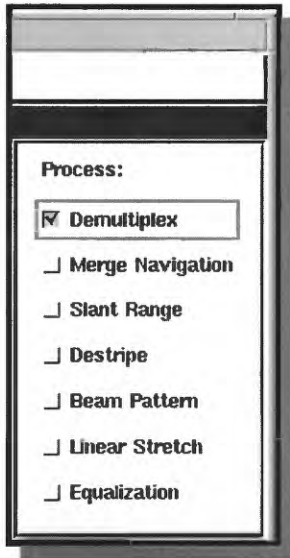 Process:
Demultiplex
Merge Navigation
Slant Range
Destripe
Beam Pattern
Linear Stretch
Equalization